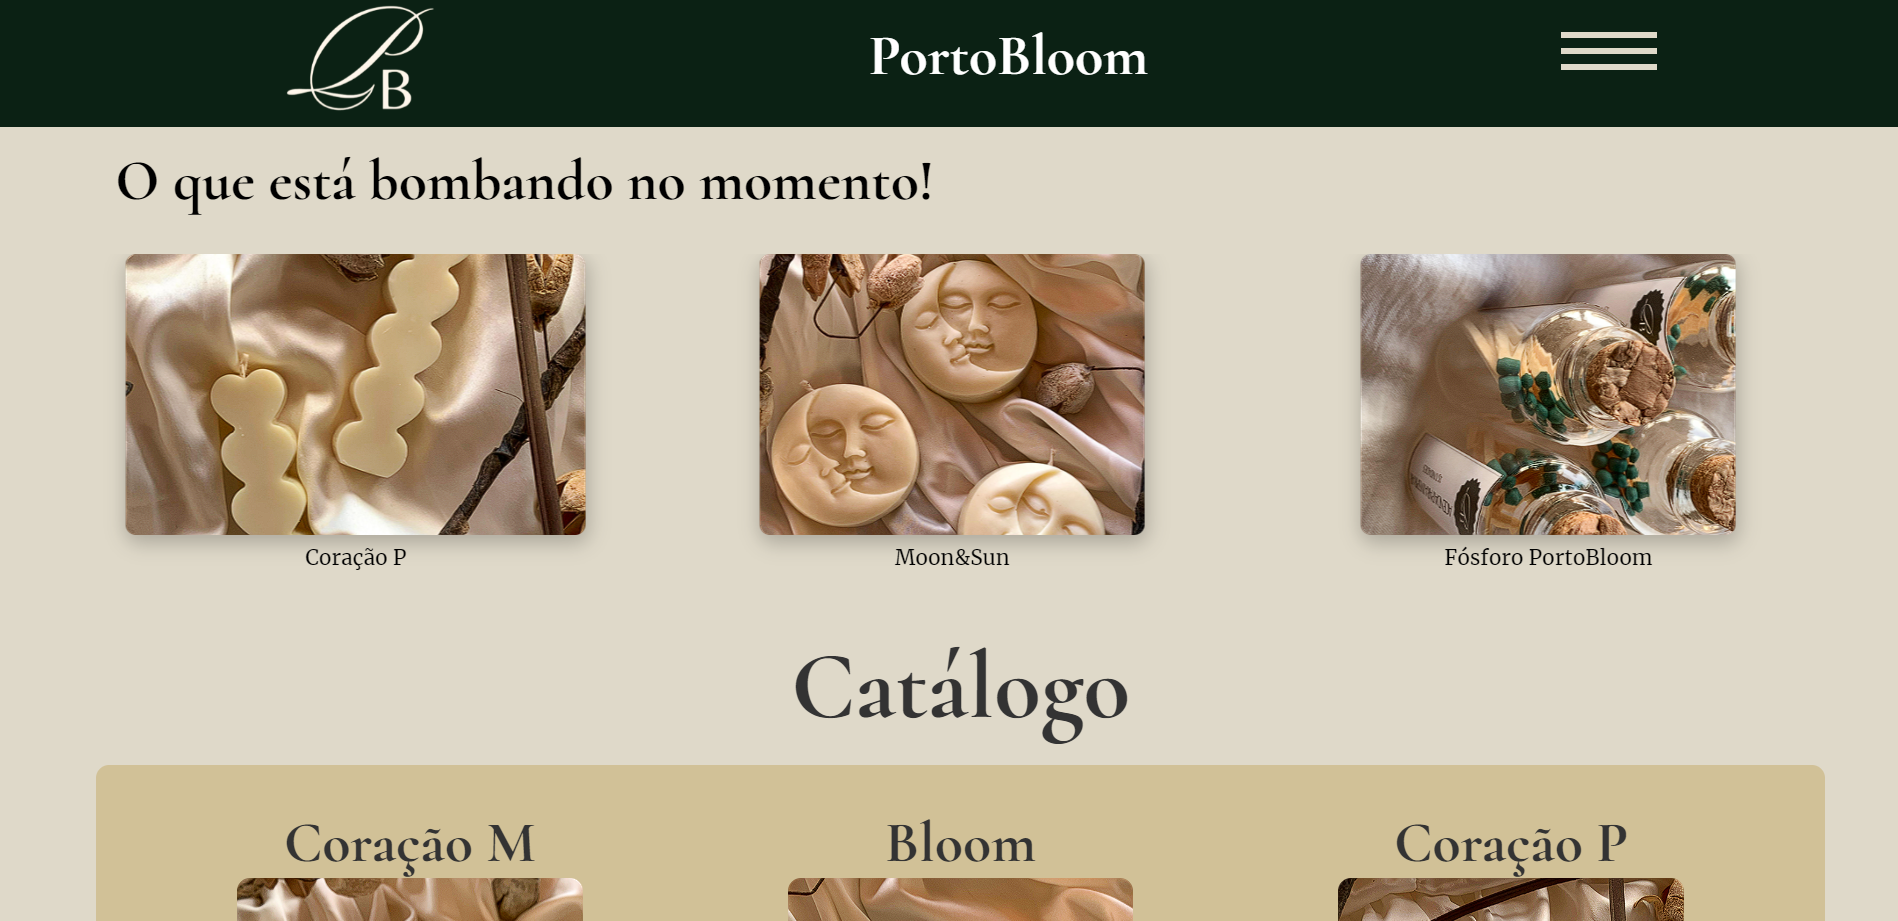 PB
PortoBloom
O que está bombando no momento!
Coração P
Moon&Sun
Fósforo PortoBloom
Catálogo
Coração M
Bloom
Coração P